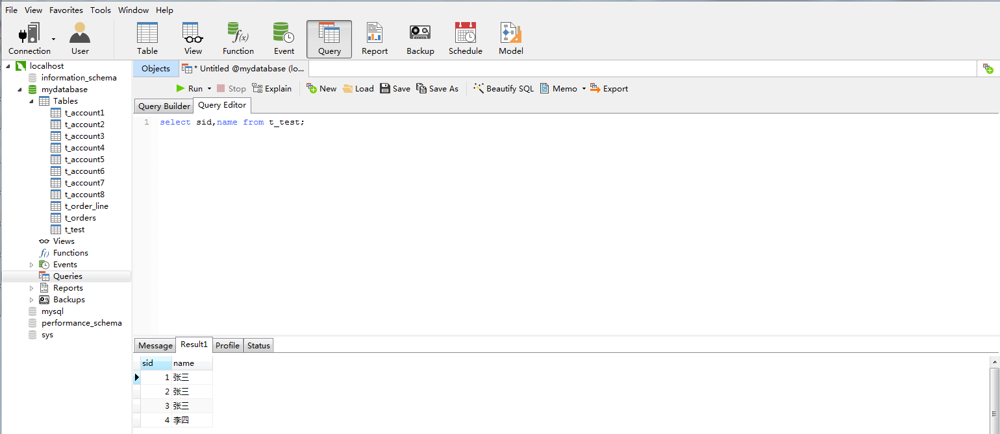 File View Favorites Tools Window Help
Connection User Table View Function Event Query Report Backup Schedule Model
localhost
information_schema
mydatabase
Tables
t_account1
t_account2
t_account3
t_account4
t_account5
t_account6
t_account7
t_account8
t_order_line
t_orders
t_test
Views
Functions
Events
Queries
Reports
Backups
mysql
performance_schema
sys
Objects * Untitled @mydatabase (lo...
Run Stop Explain New Load Save Save As Beautify SQL Memo Export
Query Builder Query Editor
1 select sid,name from t_test;
Message Result1 Profile Status
sid name
1 张三
2 张三
3 张三
4 李四